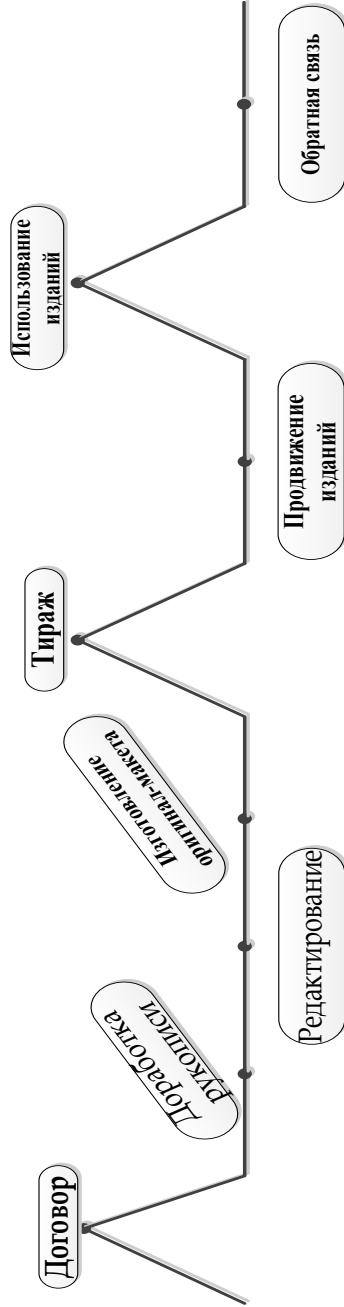 Договор
Доработка
рукописи
Редактирование
Изготовление
оригинал-макета
Тираж
Продвижение
изданий
Использование
изданий
Обратная связь